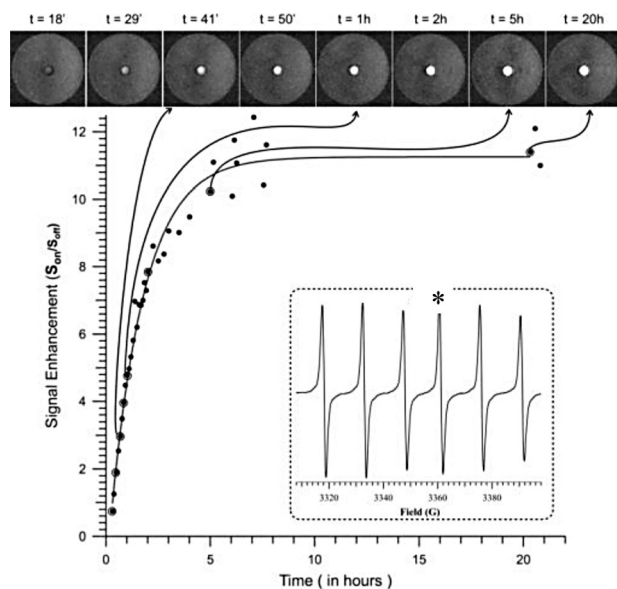 t = 18' t = 29' t = 41' t = 50' t = 1h t = 2h t = 5h t = 20h
12
10
8
6
4
2
0
Signal Enhancement (Son/Soff)
*
3320 3340 3360 3380
Field (G)
0 5 10 15 20
Time ( in hours )